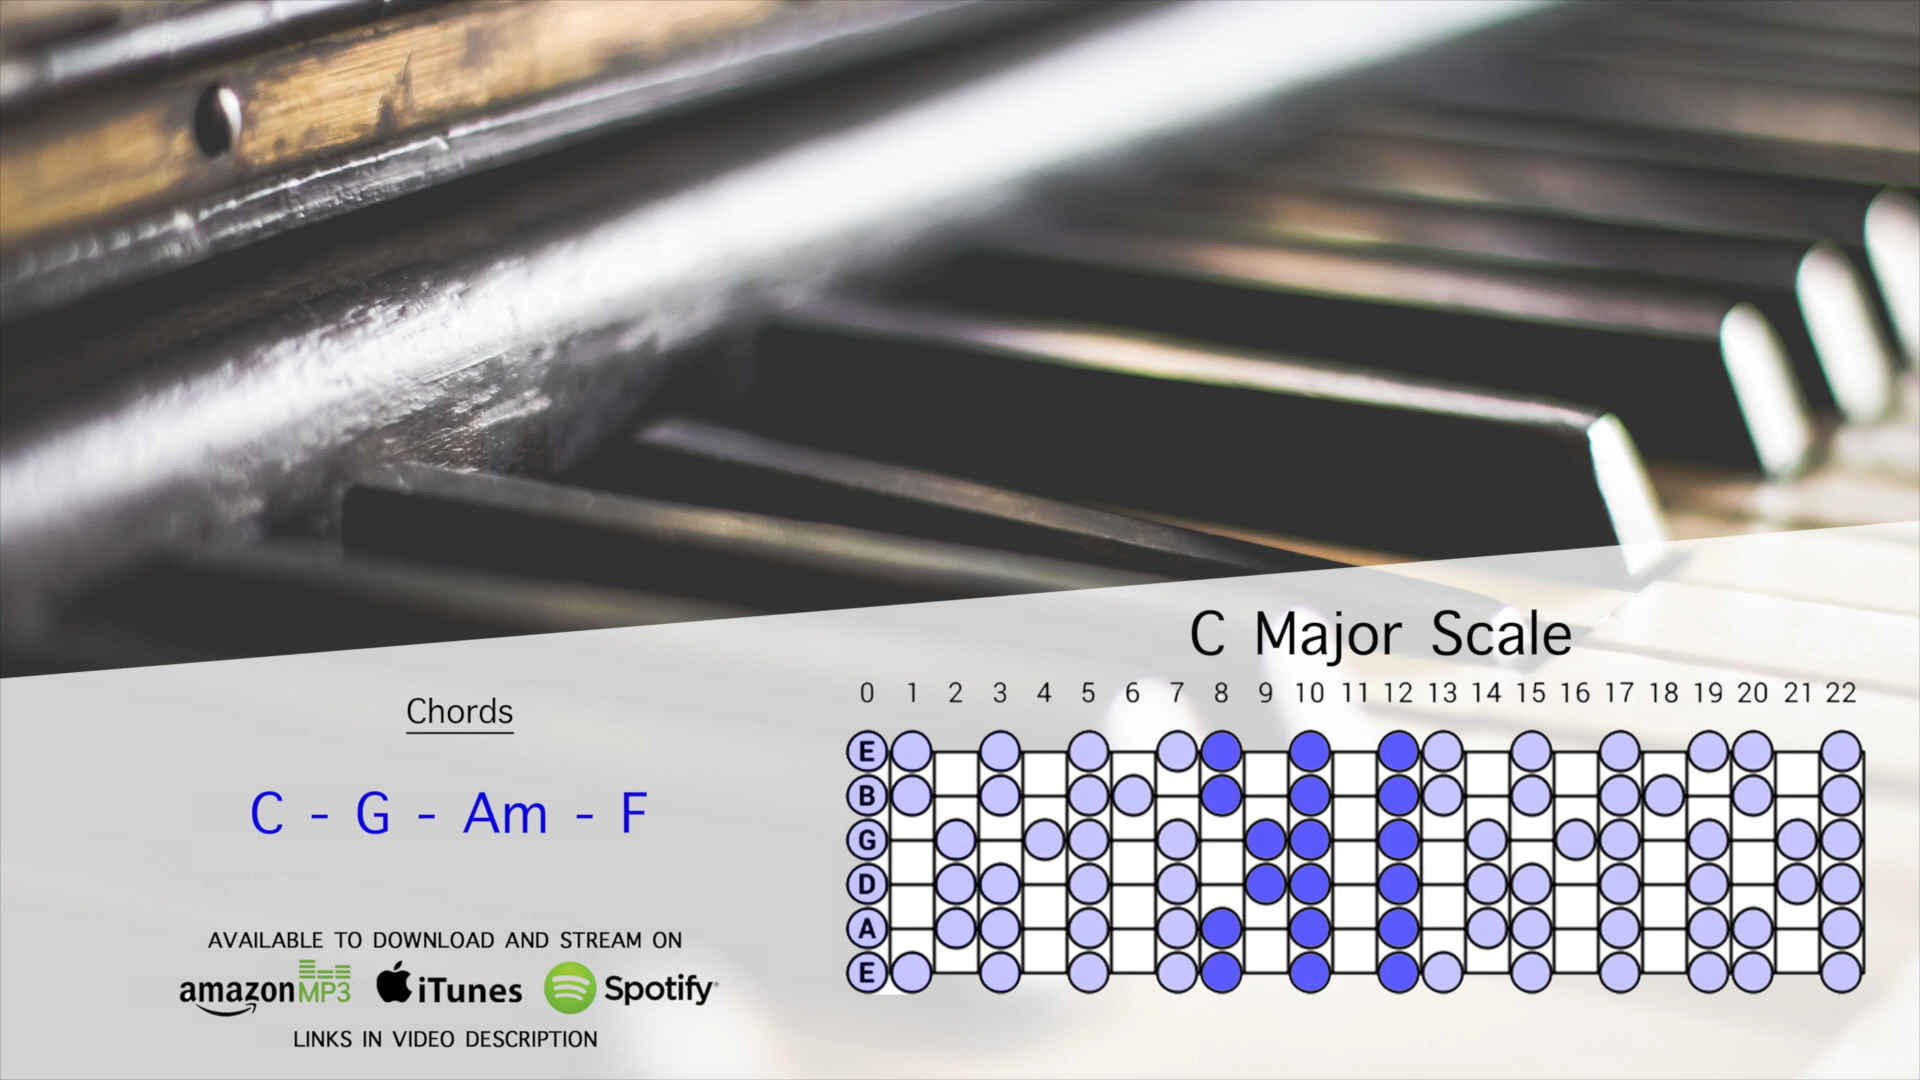 C Major Scale
0 1 2 3 4 5 6 7 8 9 10 11 12 13 14 15 16 17 18 19 20 21 22
E
B
G
D
A
E
Chords
C - G - Am - F
AVAILABLE TO DOWNLOAD AND STREAM ON
amazonMP3 iTunes Spotify
LINKS IN VIDEO DESCRIPTION